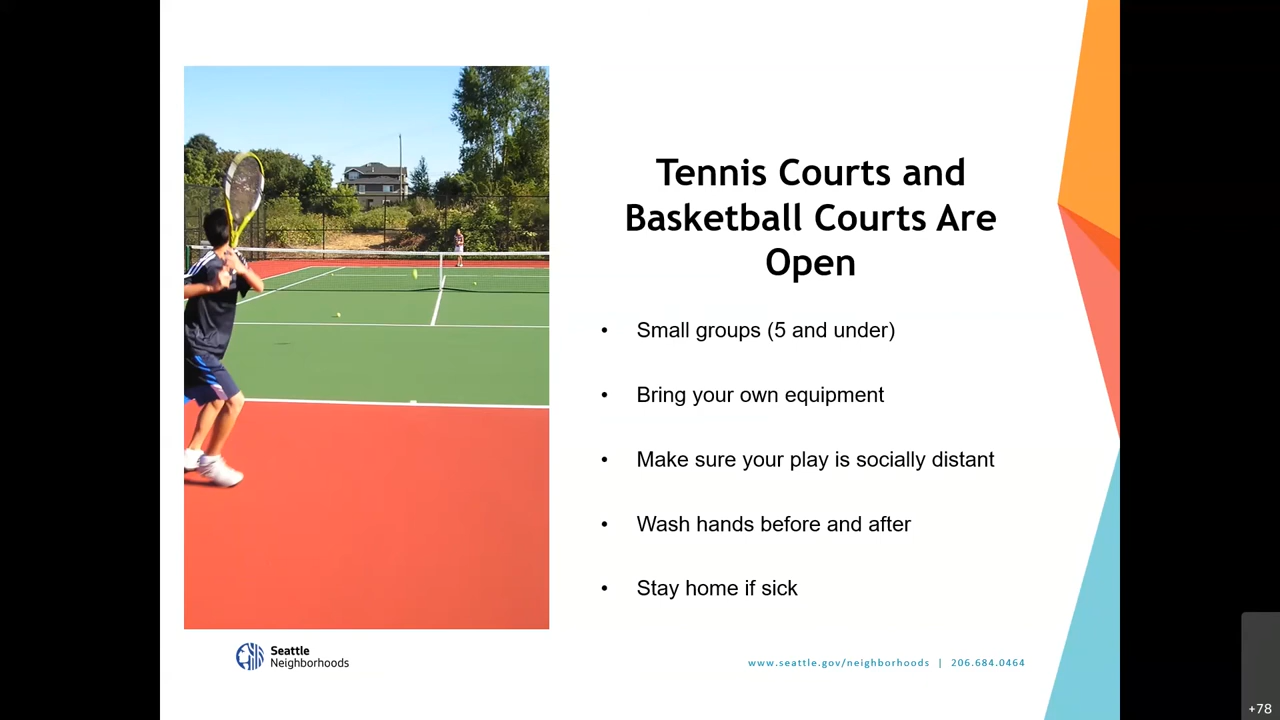 Tennis Courts and
Basketball Courts Are
Open
• Small groups (5 and under)
• Bring your own equipment
• Make sure your play is socially distant
• Wash hands before and after
• Stay home if sick
Seattle
Neighborhoods
www.seattle.gov/neighborhoods | 206.684.0464
+78